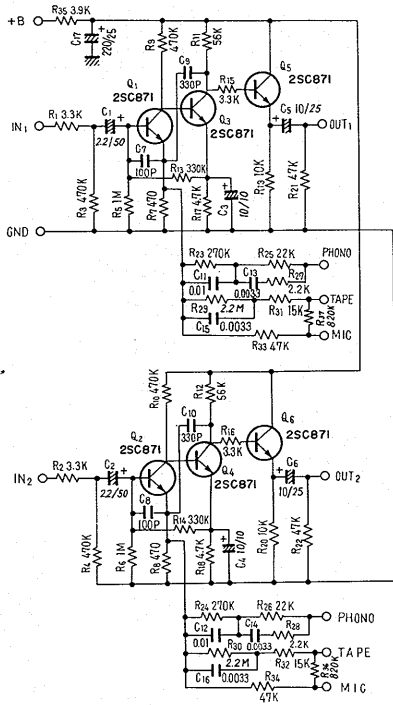 R35 3.9K
+B
C17
220/25
R9
470K
R11
56K
C9
330P
R15
3.3K
Q5
2SC871
Q1
2SC871
Q3
2SC871
IN1
R1 3.3K
C1
2.2/50
C5 10/25
OUT1
C7
100P
R13 330K
R3 470K
R5 1M
R7 470
R17 4.7K
C3
10/10
R19 10K
R21 47K
GND
PHONO
R23 270K
R25 22K
C11
0.01
C13
0.0033
R27
2.2K
TAPE
R29
2.2M
R31 15K
C15
0.0033
R37
820K
MIC
R33 47K
R10 470K
R12
56K
C10
330P
R16
3.3K
Q6
2SC871
Q2
2SC871
Q4
2SC871
IN2
R2 3.3K
C2
2.2/50
C6
10/25
OUT2
C8
100P
R14 330K
R4 470K
R6 1M
R8 470
R18 4.7K
C4
10/10
R20 10K
R22 47K
R24 270K
R26 22K
PHONO
C12
0.01
C14
0.0033
R28
2.2K
R30
2.2M
TAPE
R32 15K
C16
0.0033
820K
R34
47K
MIC